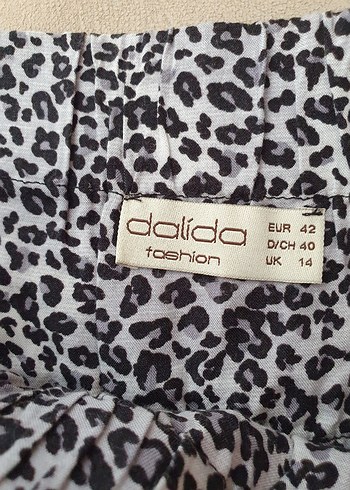 dalida
fashion
EUR 42
D/CH 40
UK 14